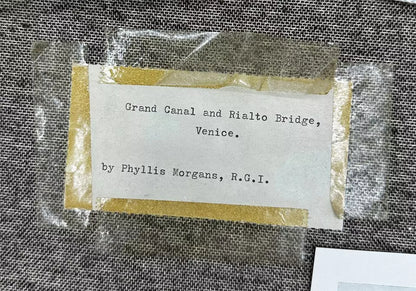 Grand Canal and Rialto Bridge,
Venice.
by Phyllis Morgans, R.G.I.